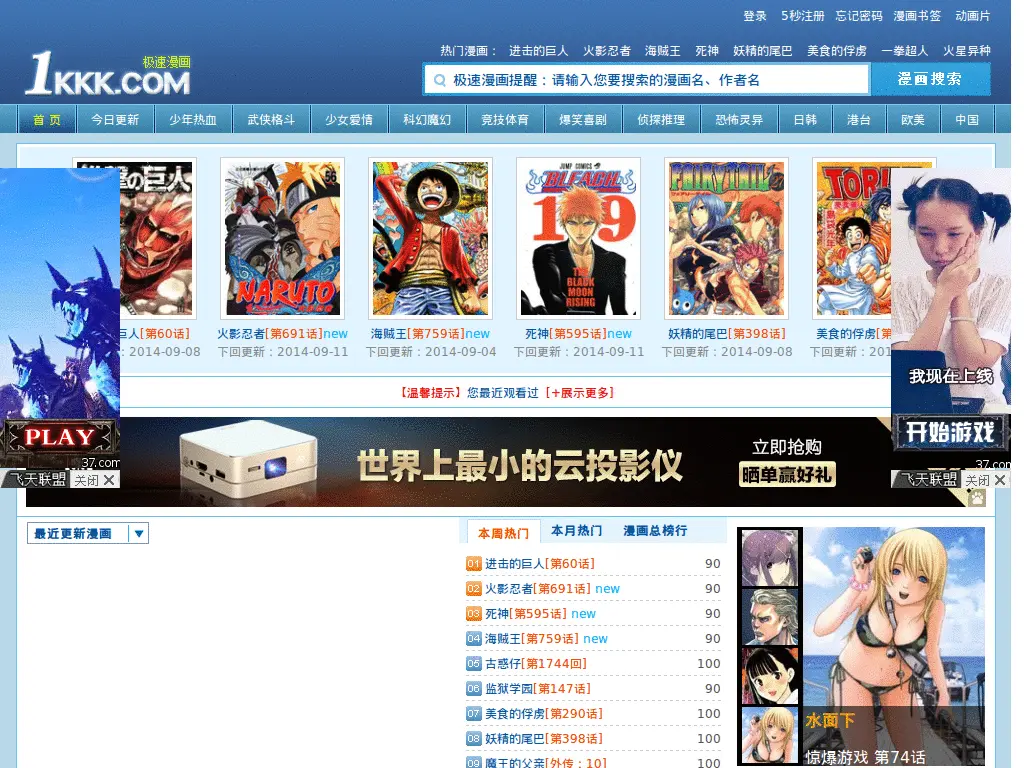 登录 5秒注册 忘记密码 漫画书签 动画片
热门漫画： 进击的巨人 火影忍者 海贼王 死神 妖精的尾巴 美食的俘虏 一拳超人 火星异种
极速漫画
1KKK.COM
极速漫画提醒：请输入您要搜索的漫画名、作者名 漫画搜索
首 页 今日更新 少年热血 武侠格斗 少女爱情 科幻魔幻 竞技体育 爆笑喜剧 侦探推理 恐怖灵异 日韩 港台 欧美 中国
の巨人
56
NARUTO
JUMP COMICS
BLEACH
19
THE BLACK MOON RISING
FAIRY TAIL
巨人[第60话] 火影忍者[第691话]new 海贼王[第759话]new 死神[第595话]new 妖精的尾巴[第398话] 美食的俘虏[第
: 2014-09-08 下回更新：2014-09-11 下回更新：2014-09-04 下回更新：2014-09-11 下回更新：2014-09-08 下回更新：201
【温馨提示】您最近观看过 [+展示更多]
我现在上线
PLAY
37.com
飞天联盟 关闭
开始游戏
37.com
飞天联盟 关闭
世界上最小的云投影仪
立即抢购
晒单赢好礼
最近更新漫画
本周热门 本月热门 漫画总榜行
01 进击的巨人[第60话] 90
02 火影忍者[第691话] new 90
03 死神[第595话] new 90
04 海贼王[第759话] new 90
05 古惑仔[第1744回] 100
06 监狱学园[第147话] 90
07 美食的俘虏[第290话] 100
08 妖精的尾巴[第398话] 100
09 魔王的父亲[外传：10] 100
水面下
惊爆游戏 第74话